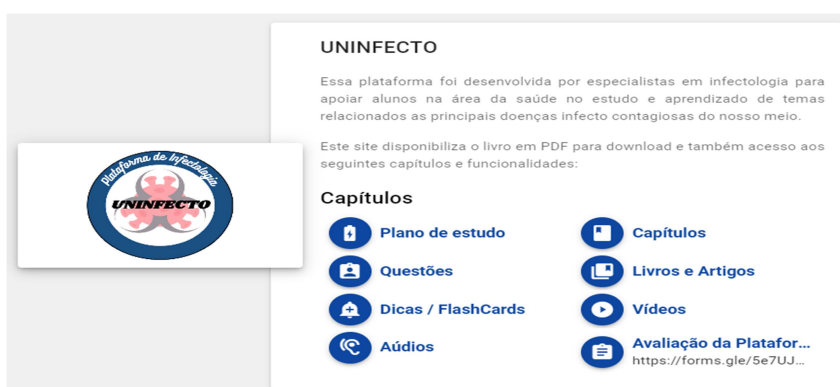 UNINFECTO
Essa plataforma foi desenvolvida por especialistas em infectologia para
apoiar alunos na área da saúde no estudo e aprendizado de temas
relacionados as principais doenças infecto contagiosas do nosso meio.
Este site disponibiliza o livro em PDF para download e também acesso aos
seguintes capítulos e funcionalidades:
Plataforma de Infectologia
UNINFECTO
Capítulos
Plano de estudo
Capítulos
Questões
Livros e Artigos
Dicas / FlashCards
Vídeos
Aúdios
Avaliação da Platafor...
https://forms.gle/5e7UJ...